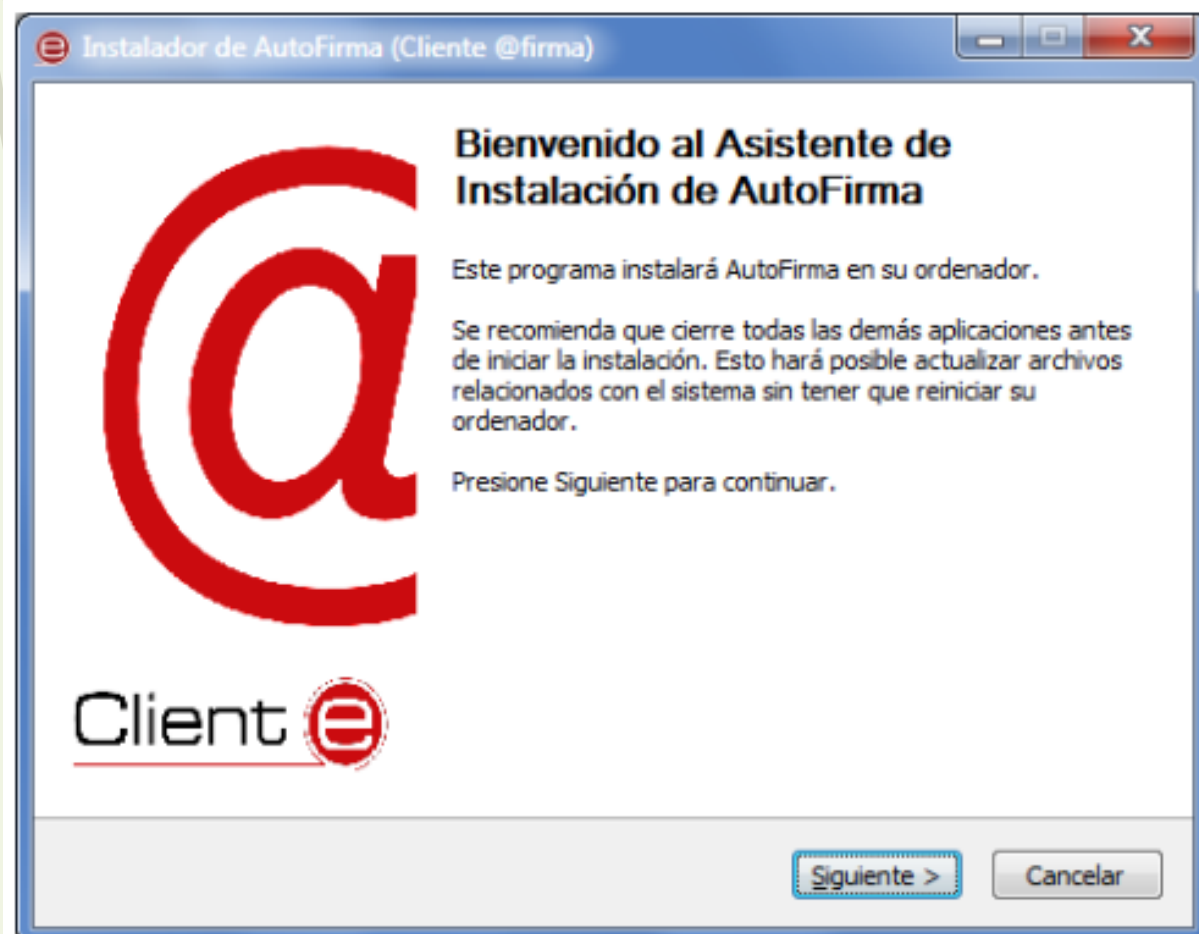 Instalador de AutoFirma (Cliente @firma)
Bienvenido al Asistente de
Instalación de AutoFirma
Este programa instalará AutoFirma en su ordenador.
Se recomienda que cierre todas las demás aplicaciones antes
de iniciar la instalación. Esto hará posible actualizar archivos
relacionados con el sistema sin tener que reiniciar su
ordenador.
Presione Siguiente para continuar.
@
Client e
Siguiente >
Cancelar